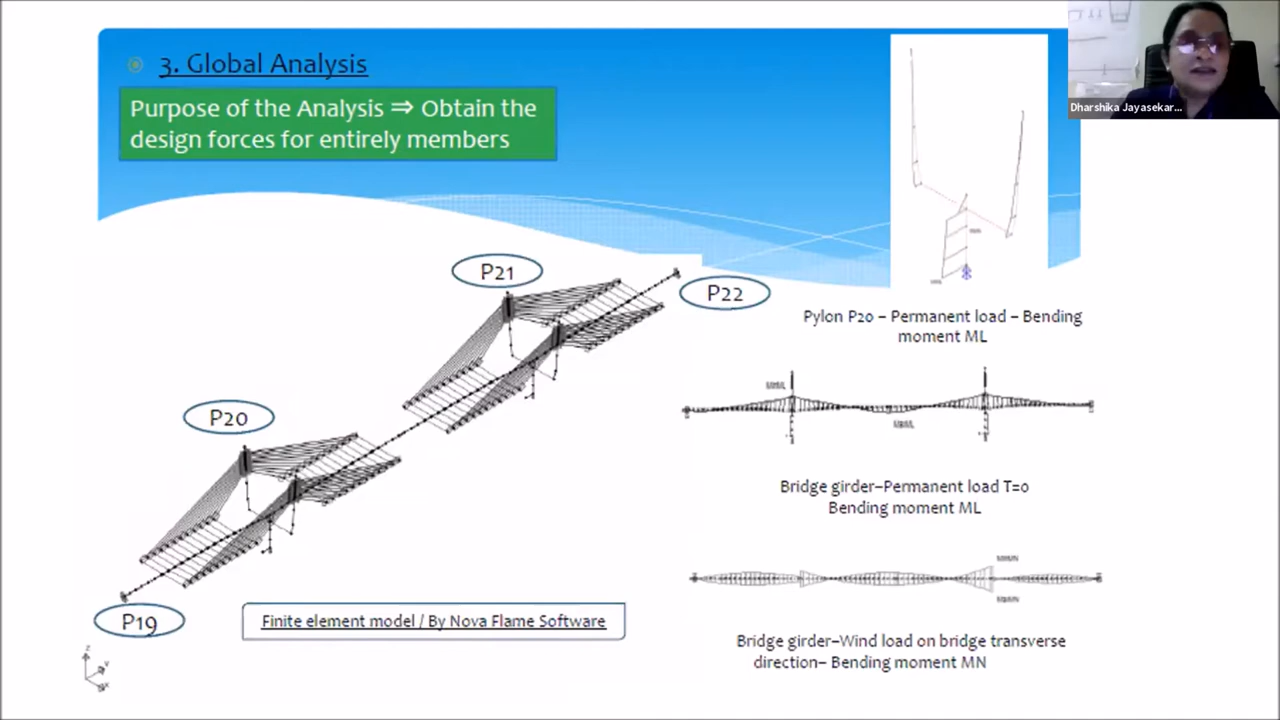 3. Global Analysis
Purpose of the Analysis ⇒ Obtain the
design forces for entirely members
Dharshika Jayasekar...
P21
P22
Pylon P20 – Permanent load – Bending
moment ML
P20
Bridge girder–Permanent load T=0
Bending moment ML
P19
Finite element model / By Nova Flame Software
Bridge girder–Wind load on bridge transverse
direction– Bending moment MN
z
Y
X